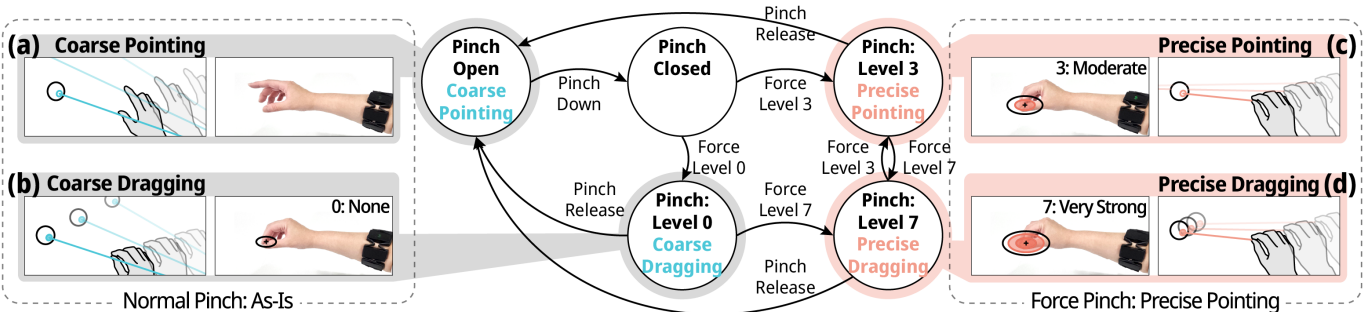 (a) Coarse Pointing
(b) Coarse Dragging
0: None
Normal Pinch: As-Is
Pinch
Open
Coarse
Pointing
Pinch
Down
Pinch
Closed
Force
Level 3
Pinch
Release
Pinch:
Level 3
Precise
Pointing
Force
Level 0
Force
Level 3
Force
Level 7
Pinch
Release
Pinch:
Level 0
Coarse
Dragging
Force
Level 7
Pinch:
Level 7
Precise
Dragging
Pinch
Release
Precise Pointing (c)
3: Moderate
Precise Dragging (d)
7: Very Strong
Force Pinch: Precise Pointing